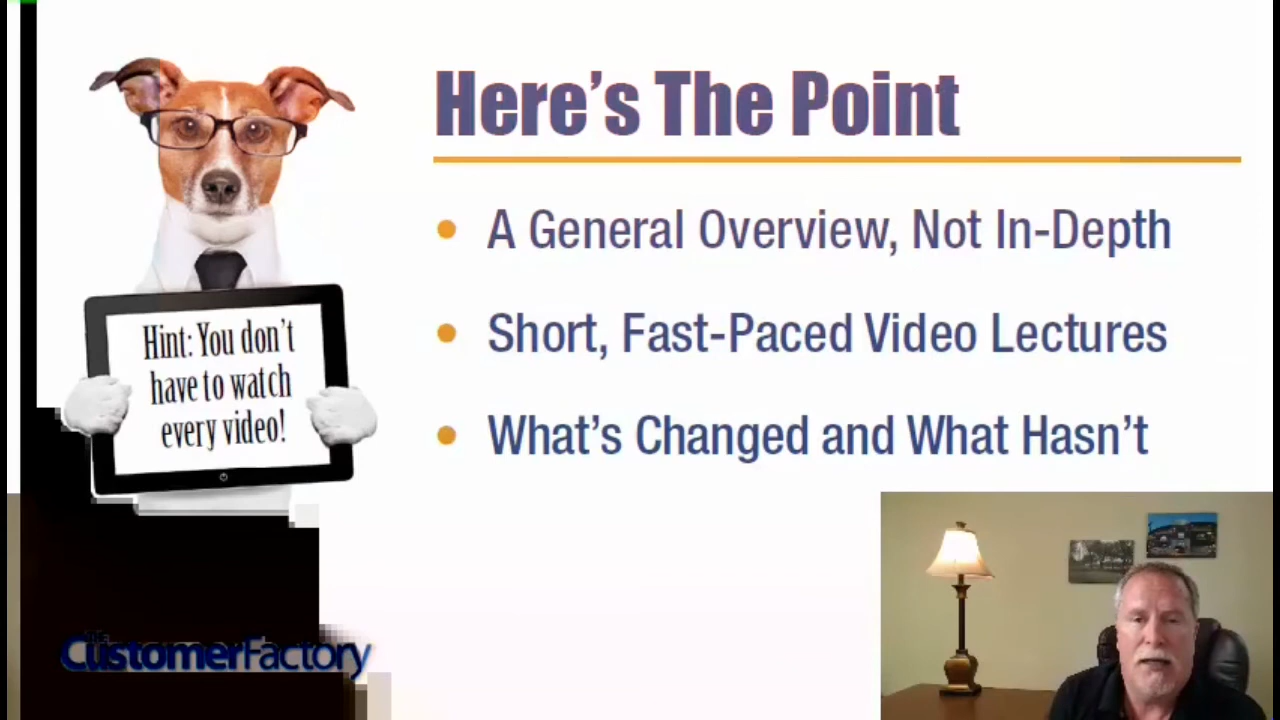 Here's The Point
• A General Overview, Not In-Depth
• Short, Fast-Paced Video Lectures
• What's Changed and What Hasn't
Hint: You don't
have to watch
every video!
The
CustomerFactory